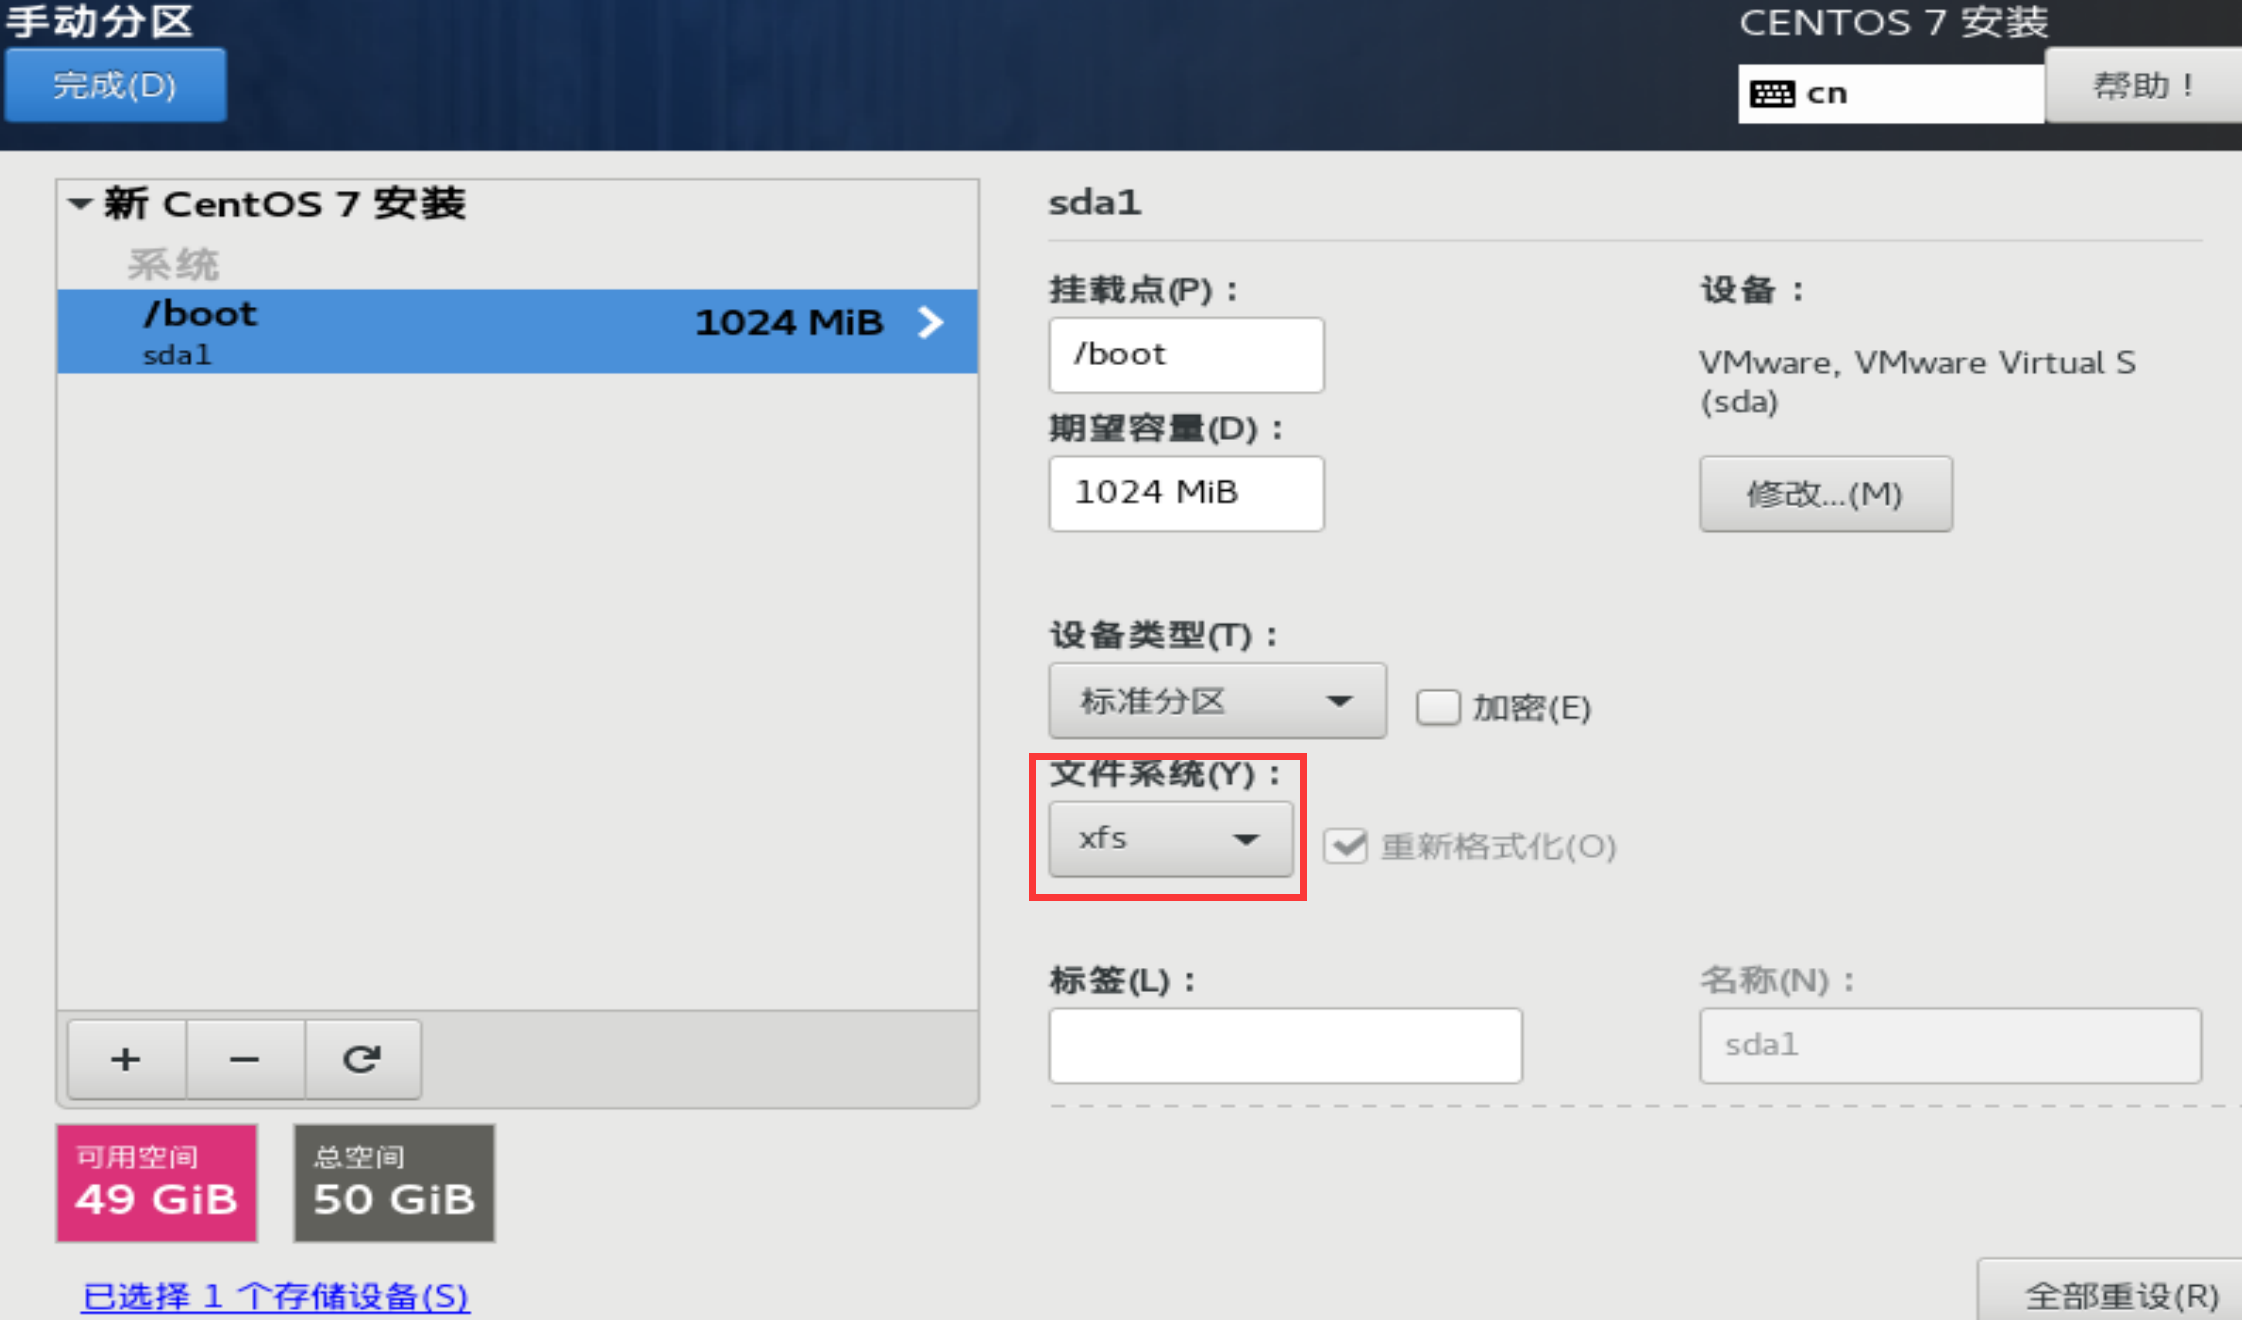 手动分区
CENTOS 7 安装
完成(D)
cn
帮助！
新 CentOS 7 安装
系统
/boot
1024 MiB
sda1
sda1
挂载点(P)：
/boot
期望容量(D)：
1024 MiB
设备：
VMware, VMware Virtual S
(sda)
修改...(M)
设备类型(T)：
标准分区
加密(E)
文件系统(Y)：
xfs
重新格式化(O)
标签(L)：
名称(N)：
sda1
可用空间
49 GiB
总空间
50 GiB
已选择 1 个存储设备(S)
全部重设(R)